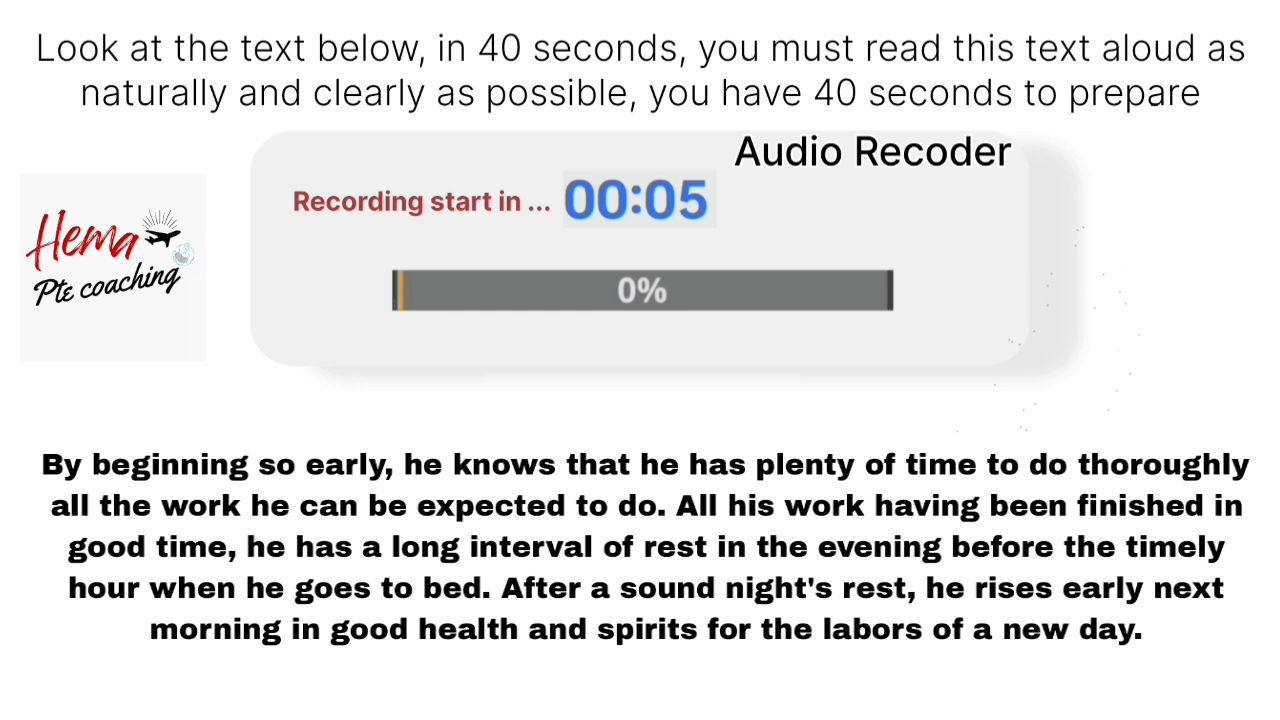 Look at the text below, in 40 seconds, you must read this text aloud as
naturally and clearly as possible, you have 40 seconds to prepare
Audio Recoder
Recording start in ... 00:05
0%
Hema
Pte coaching
By beginning so early, he knows that he has plenty of time to do thoroughly
all the work he can be expected to do. All his work having been finished in
good time, he has a long interval of rest in the evening before the timely
hour when he goes to bed. After a sound night's rest, he rises early next
morning in good health and spirits for the labors of a new day.